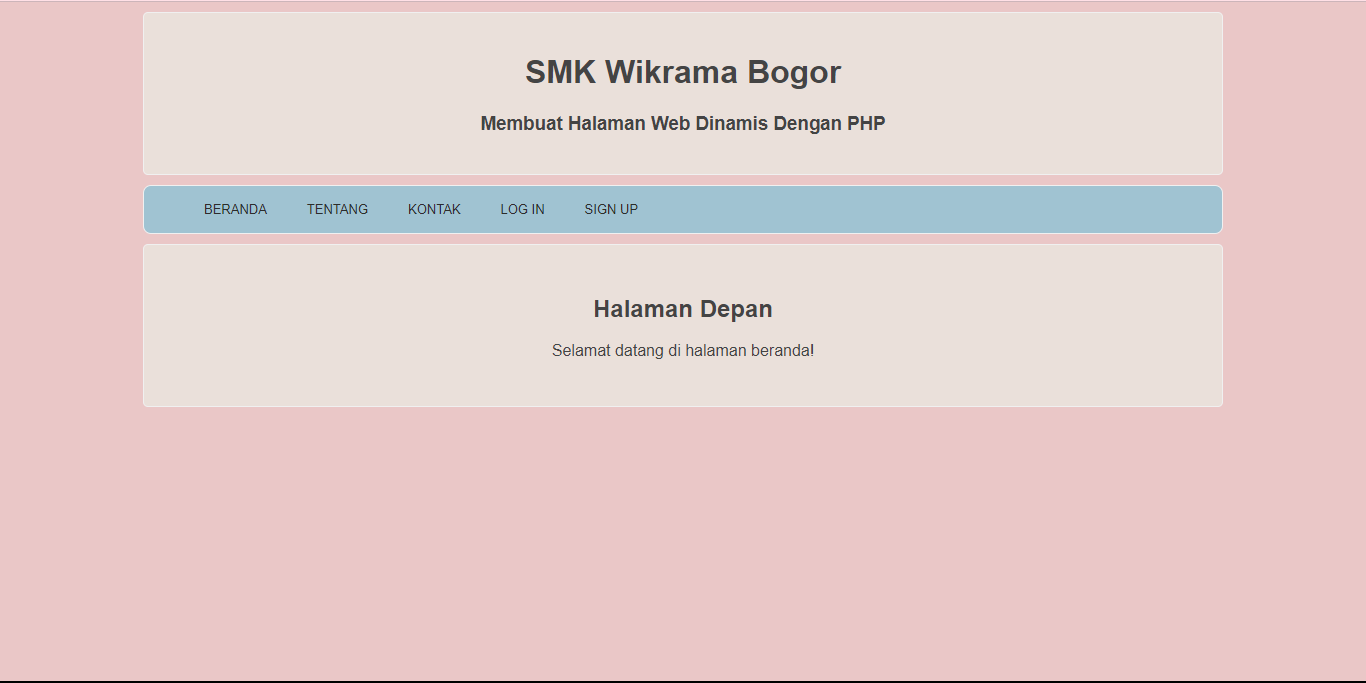 SMK Wikrama Bogor
Membuat Halaman Web Dinamis Dengan PHP
BERANDA TENTANG KONTAK LOG IN SIGN UP
Halaman Depan
Selamat datang di halaman beranda!